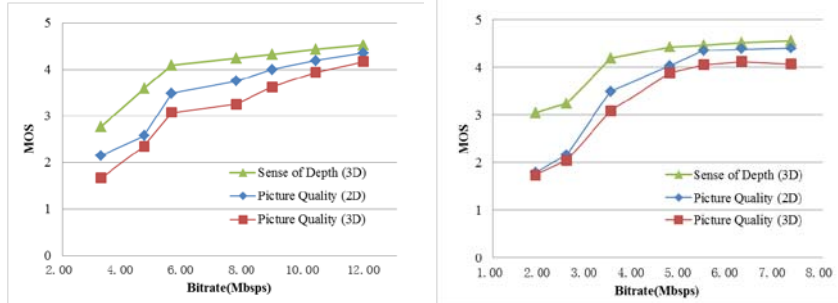 5
4
3
2
1
0
MOS
Sense of Depth (3D)
Picture Quality (2D)
Picture Quality (3D)
2.00 4.00 6.00 8.00 10.00 12.00
Bitrate(Mbsps)
5
4
3
2
1
0
MOS
Sense of Depth (3D)
Picture Quality (2D)
Picture Quality (3D)
1.00 2.00 3.00 4.00 5.00 6.00 7.00 8.00
Bitrate(Mbsps)